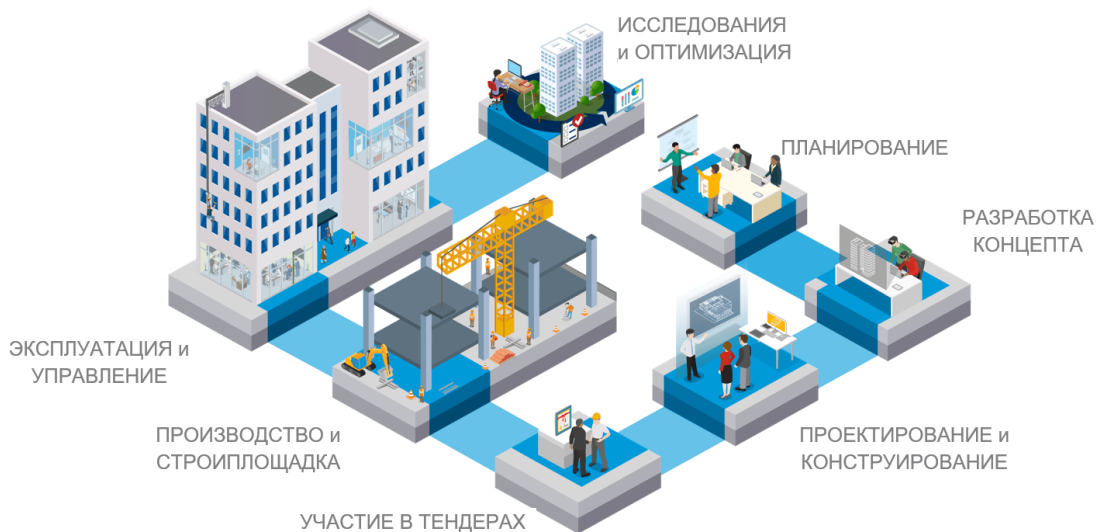 ИССЛЕДОВАНИЯ
и ОПТИМИЗАЦИЯ
ПЛАНИРОВАНИЕ
РАЗРАБОТКА
КОНЦЕПТА
ЭКСПЛУАТАЦИЯ и
УПРАВЛЕНИЕ
ПРОИЗВОДСТВО и
СТРОИПЛОЩАДКА
ПРОЕКТИРОВАНИЕ и
КОНСТРУИРОВАНИЕ
УЧАСТИЕ В ТЕНДЕРАХ